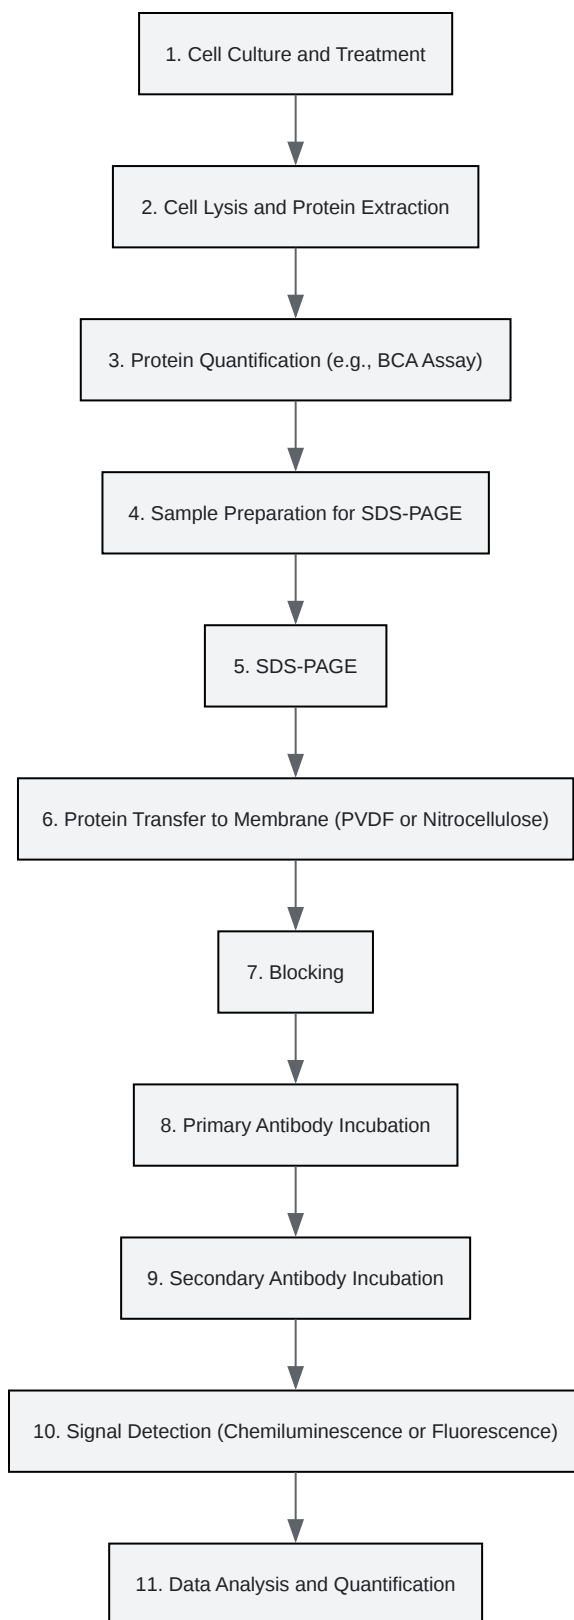 1. Cell Culture and Treatment
2. Cell Lysis and Protein Extraction
3. Protein Quantification (e.g., BCA Assay)
4. Sample Preparation for SDS-PAGE
5. SDS-PAGE
6. Protein Transfer to Membrane (PVDF or Nitrocellulose)
7. Blocking
8. Primary Antibody Incubation
9. Secondary Antibody Incubation
10. Signal Detection (Chemiluminescence or Fluorescence)
11. Data Analysis and Quantification